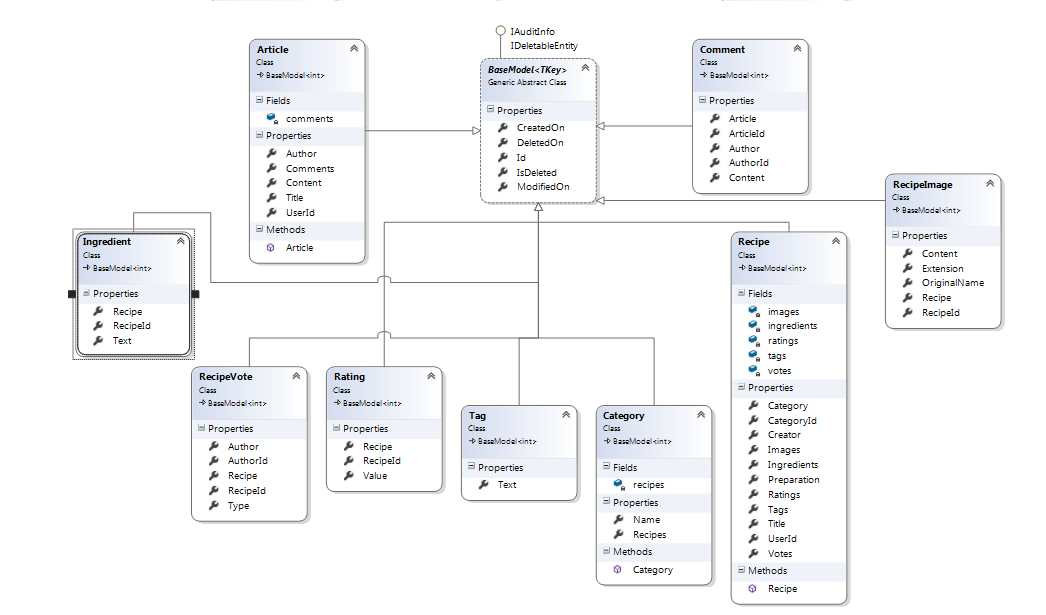 IAuditInfo
IDeletableEntity
Article
Class
BaseModel<int>
Fields
comments
Properties
Author
Comments
Content
Title
UserId
Methods
Article
BaseModel<TKey>
Generic Abstract Class
Properties
CreatedOn
DeletedOn
Id
IsDeleted
ModifiedOn
Comment
Class
BaseModel<int>
Properties
Article
ArticleId
Author
AuthorId
Content
RecipeImage
Class
BaseModel<int>
Properties
Content
Extension
OriginalName
Recipe
RecipeId
Ingredient
Class
BaseModel<int>
Properties
Recipe
RecipeId
Text
Recipe
Class
BaseModel<int>
Fields
images
ingredients
ratings
tags
votes
Properties
Category
CategoryId
Creator
Images
Ingredients
Preparation
Ratings
Tags
Title
UserId
Votes
Methods
Recipe
RecipeVote
Class
BaseModel<int>
Properties
Author
AuthorId
Recipe
RecipeId
Type
Rating
Class
BaseModel<int>
Properties
Recipe
RecipeId
Value
Tag
Class
BaseModel<int>
Properties
Text
Category
Class
BaseModel<int>
Fields
recipes
Properties
Name
Recipes
Methods
Category